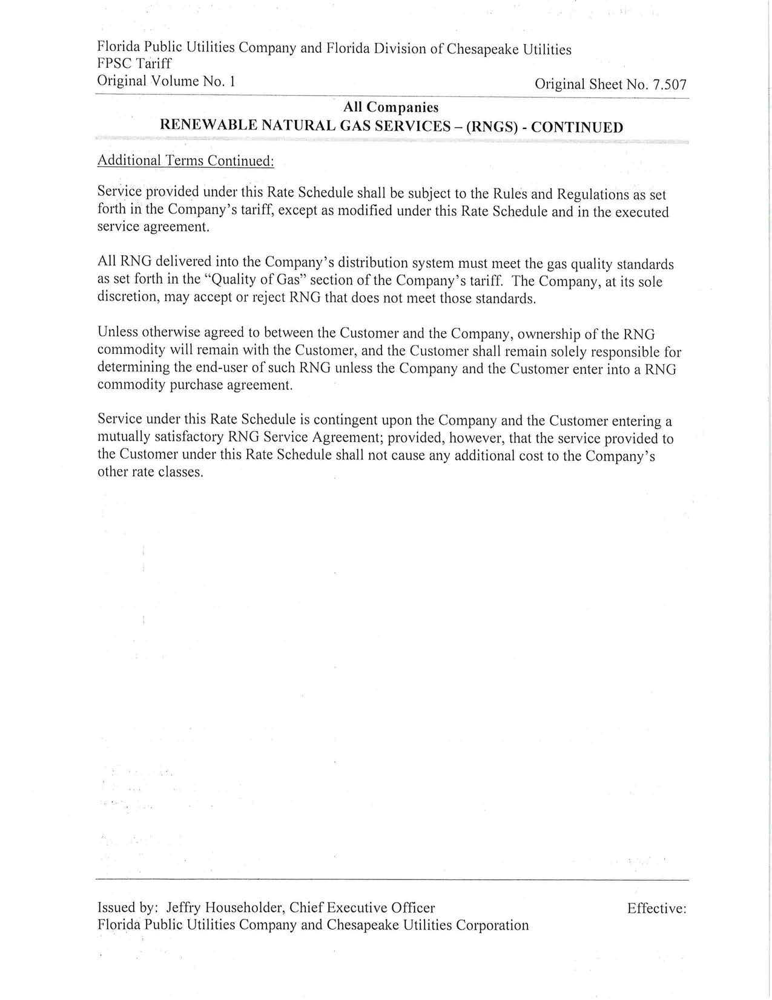 Florida Public Utilities Company and Florida Division of Chesapeake Utilities
FPSC Tariff
Original Volume No. 1
Original Sheet No. 7.507
All Companies
RENEWABLE NATURAL GAS SERVICES – (RNGS) - CONTINUED
Additional Terms Continued:
Service provided under this Rate Schedule shall be subject to the Rules and Regulations as set
forth in the Company's tariff, except as modified under this Rate Schedule and in the executed
service agreement.
All RNG delivered into the Company's distribution system must meet the gas quality standards
as set forth in the “Quality of Gas” section of the Company's tariff.  The Company, at its sole
discretion, may accept or reject RNG that does not meet those standards.
Unless otherwise agreed to between the Customer and the Company, ownership of the RNG
commodity will remain with the Customer, and the Customer shall remain solely responsible for
determining the end-user of such RNG unless the Company and the Customer enter into a RNG
commodity purchase agreement.
Service under this Rate Schedule is contingent upon the Company and the Customer entering a
mutually satisfactory RNG Service Agreement; provided, however, that the service provided to
the Customer under this Rate Schedule shall not cause any additional cost to the Company's
other rate classes.
Issued by:  Jeffry Householder, Chief Executive Officer
Effective:
Florida Public Utilities Company and Chesapeake Utilities Corporation